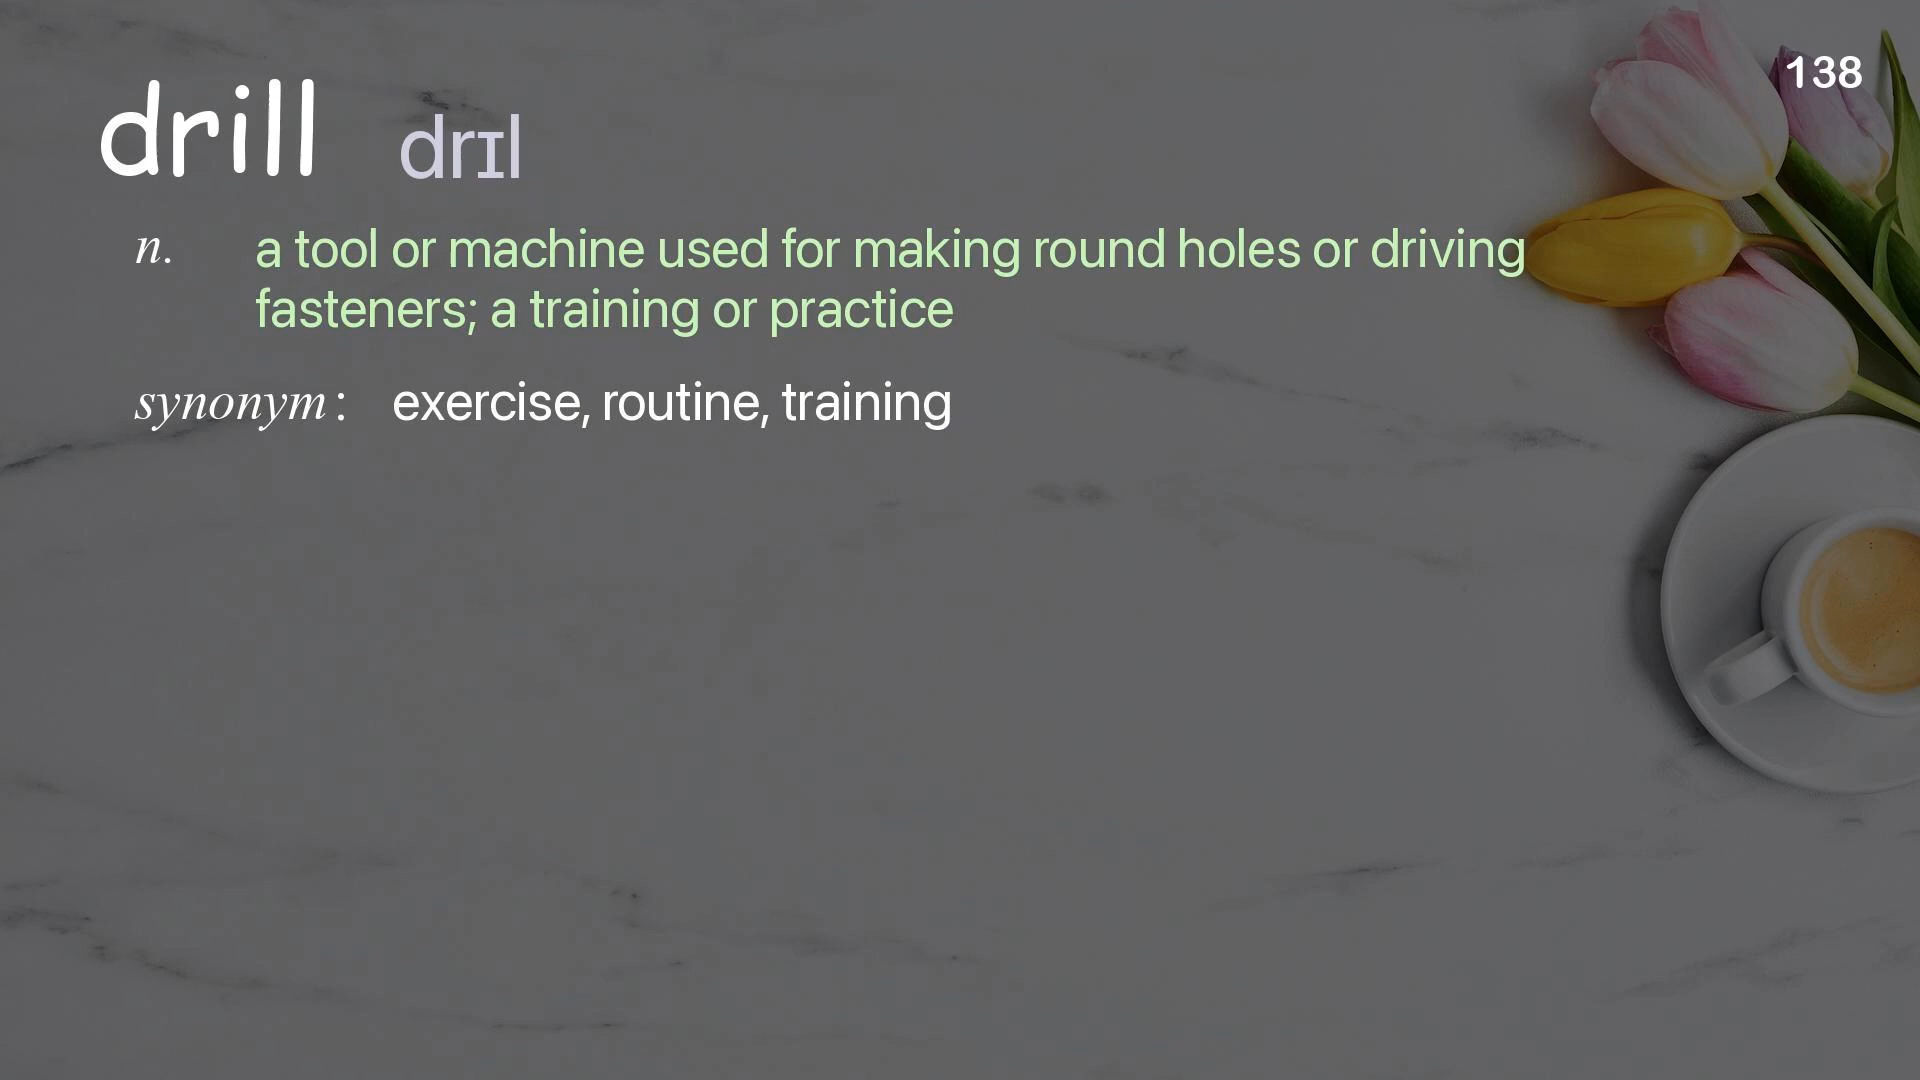 138
drill drɪl
n. a tool or machine used for making round holes or driving
fasteners; a training or practice
synonym: exercise, routine, training